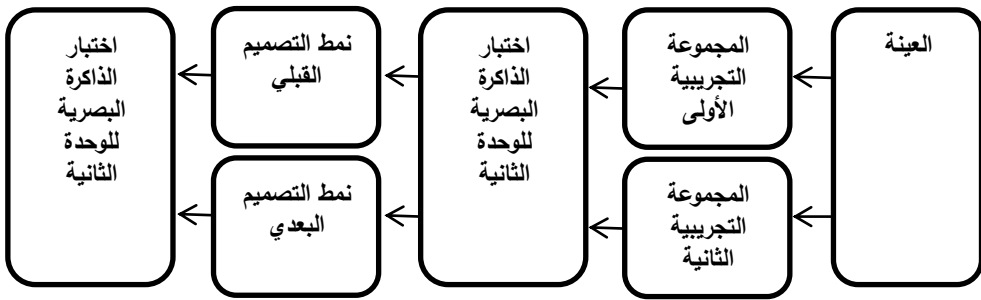 العينة
المجموعة
التجريبية
الأولى
المجموعة
التجريبية
الثانية
اختبار
الذاكرة
البصرية
للوحدة
الثانية
نمط التصميم
القبلي
نمط التصميم
البعدي
اختبار
الذاكرة
البصرية
للوحدة
الثانية